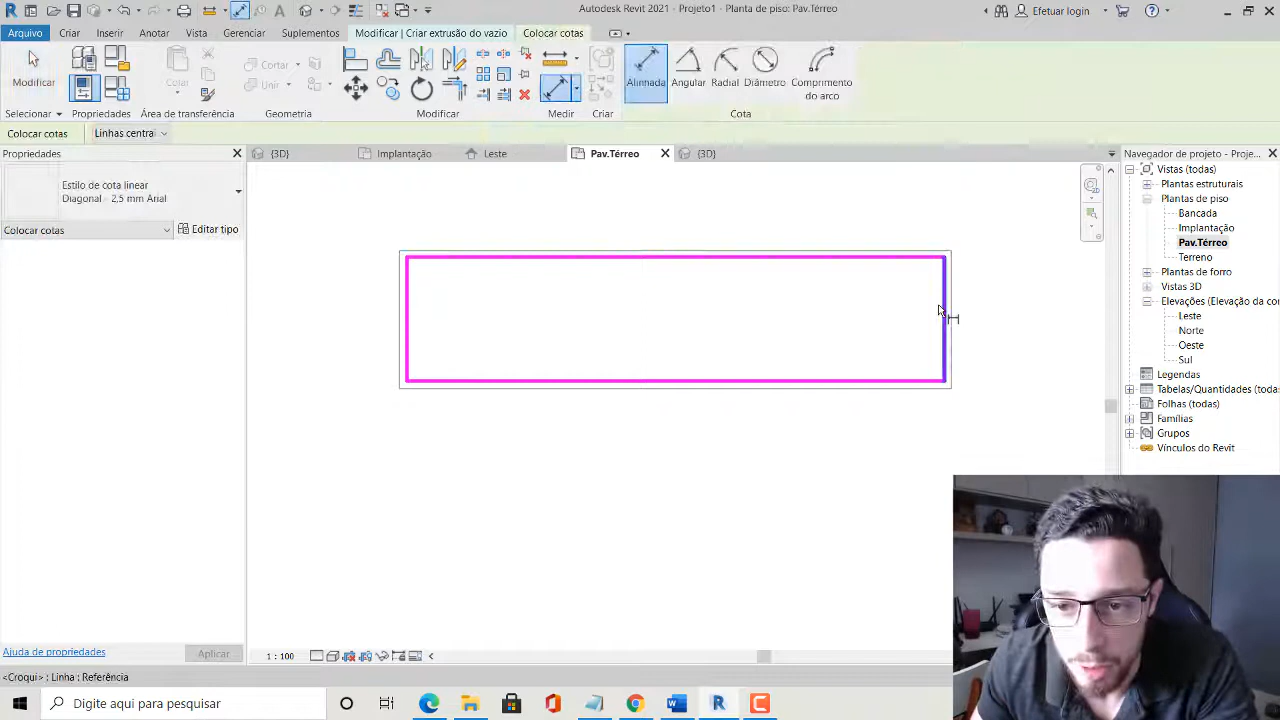 Autodesk Revit 2021 - Projeto1 - Planta de piso: Pav.Térreo
Efetuar login
Arquivo Criar Inserir Anotar Vista Gerenciar Suplementos Modificar | Criar extrusão do vazio Colocar cotas
Modificar
Colar
Cortar
Unir
Alinhada
Angular
Radial
Diâmetro
Comprimento
do arco
Selecionar Propriedades Área de transferência Geometria Modificar Medir Criar Cota
Colocar cotas Linhas centrai
Propriedades
{3D} Implantação Leste Pav.Térreo {3D}
Navegador de projeto - Proje...
Estilo de cota linear
Diagonal - 2,5 mm Arial
Colocar cotas
Editar tipo
Vistas (todas)
Plantas estruturais
Plantas de piso
Bancada
Implantação
Pav.Térreo
Terreno
Plantas de forro
Vistas 3D
Elevações (Elevação da cor
Leste
Norte
Oeste
Sul
Legendas
Tabelas/Quantidades (toda:
Folhas (todas)
Famílias
Grupos
Vínculos do Revit
Ajuda de propriedades
Aplicar
1 : 100
<Croqui> : Linha : Referência
Digite aqui para pesquisar